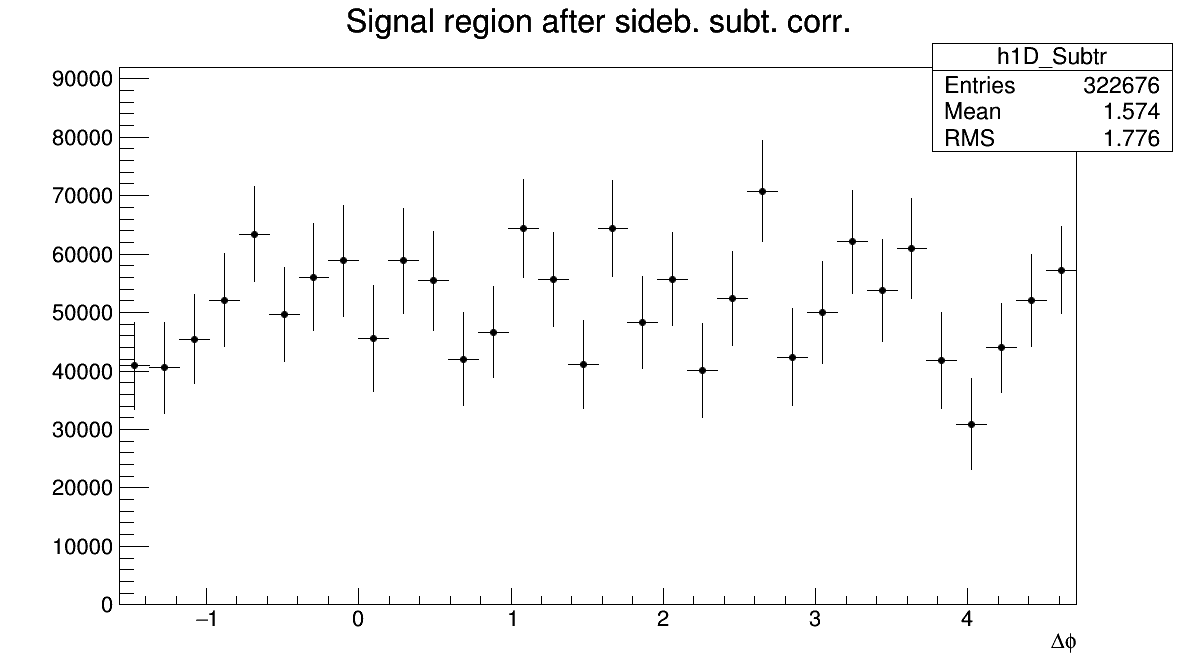 Signal region after sideb. subt. corr.
h1D_Subtr
Entries 322676
Mean 1.574
RMS 1.776
90000
80000
70000
60000
50000
40000
30000
20000
10000
0
−1 0 1 2 3 4
Δϕ